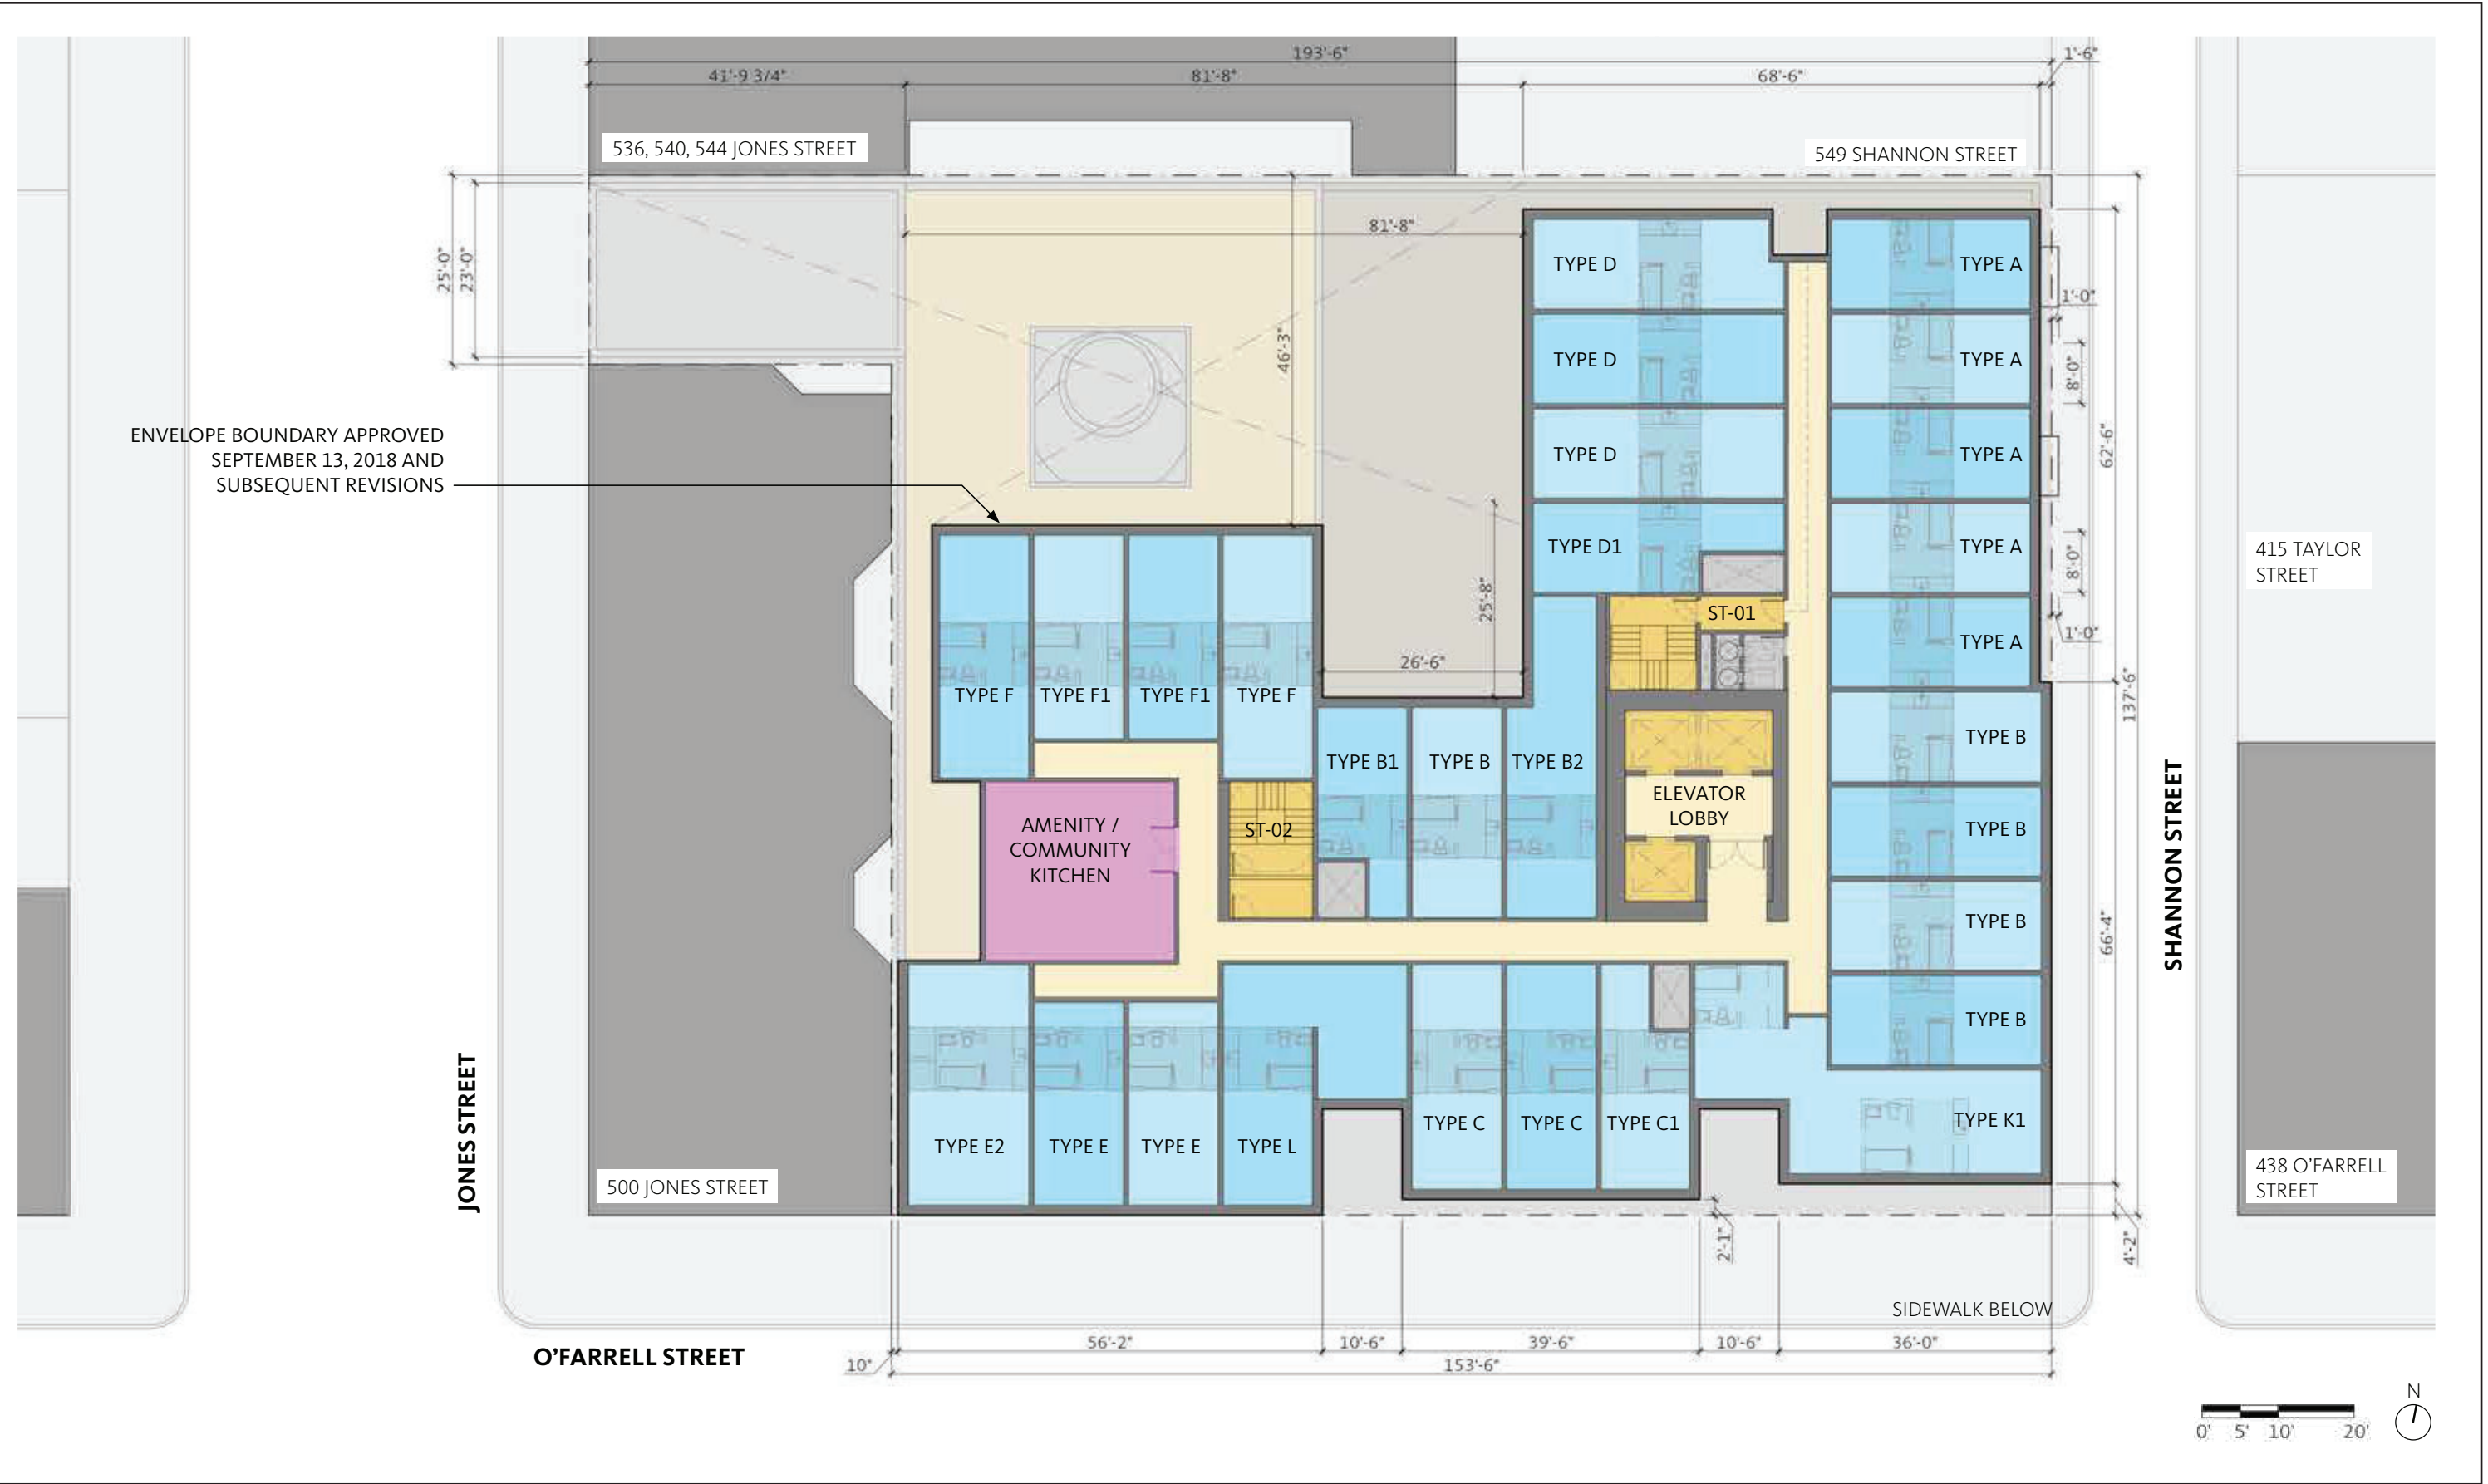 193'-6"
1'-6"
41'-9 3/4"
81'-8"
68'-6"
536, 540, 544 JONES STREET
549 SHANNON STREET
25'-0"
23'-0"
81'-8"
46'-3"
TYPE D
TYPE A
1'-0"
TYPE D
TYPE A
8'-0"
ENVELOPE BOUNDARY APPROVED
SEPTEMBER 13, 2018 AND
SUBSEQUENT REVISIONS
TYPE D
TYPE A
62'-6"
TYPE D1
TYPE A
8'-0"
415 TAYLOR
STREET
25'-8"
ST-01
TYPE A
1'-0"
26'-6"
TYPE F
TYPE F1
TYPE F1
TYPE F
137'-6"
TYPE B1
TYPE B
TYPE B2
TYPE B
ELEVATOR
LOBBY
AMENITY /
COMMUNITY
KITCHEN
ST-02
TYPE B
SHANNON STREET
TYPE B
66'-4"
TYPE B
JONES STREET
TYPE E2
TYPE E
TYPE E
TYPE L
TYPE C
TYPE C
TYPE C1
TYPE K1
500 JONES STREET
438 O'FARRELL
STREET
2'-1"
4'-2"
SIDEWALK BELOW
O'FARRELL STREET
10"
56'-2"
10'-6"
39'-6"
10'-6"
36'-0"
153'-6"
N
0' 5' 10' 20'